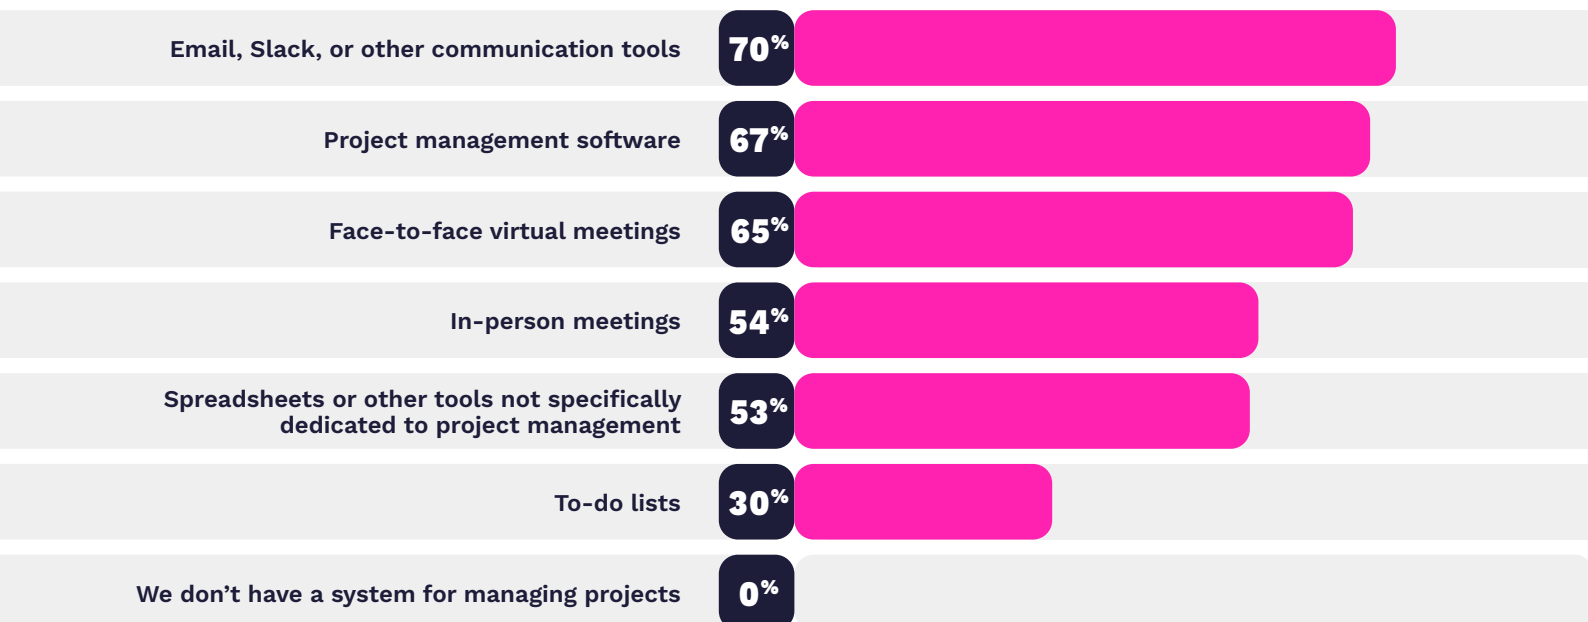 Email, Slack, or other communication tools 70%
Project management software 67%
Face-to-face virtual meetings 65%
In-person meetings 54%
Spreadsheets or other tools not specifically
dedicated to project management 53%
To-do lists 30%
We don’t have a system for managing projects 0%